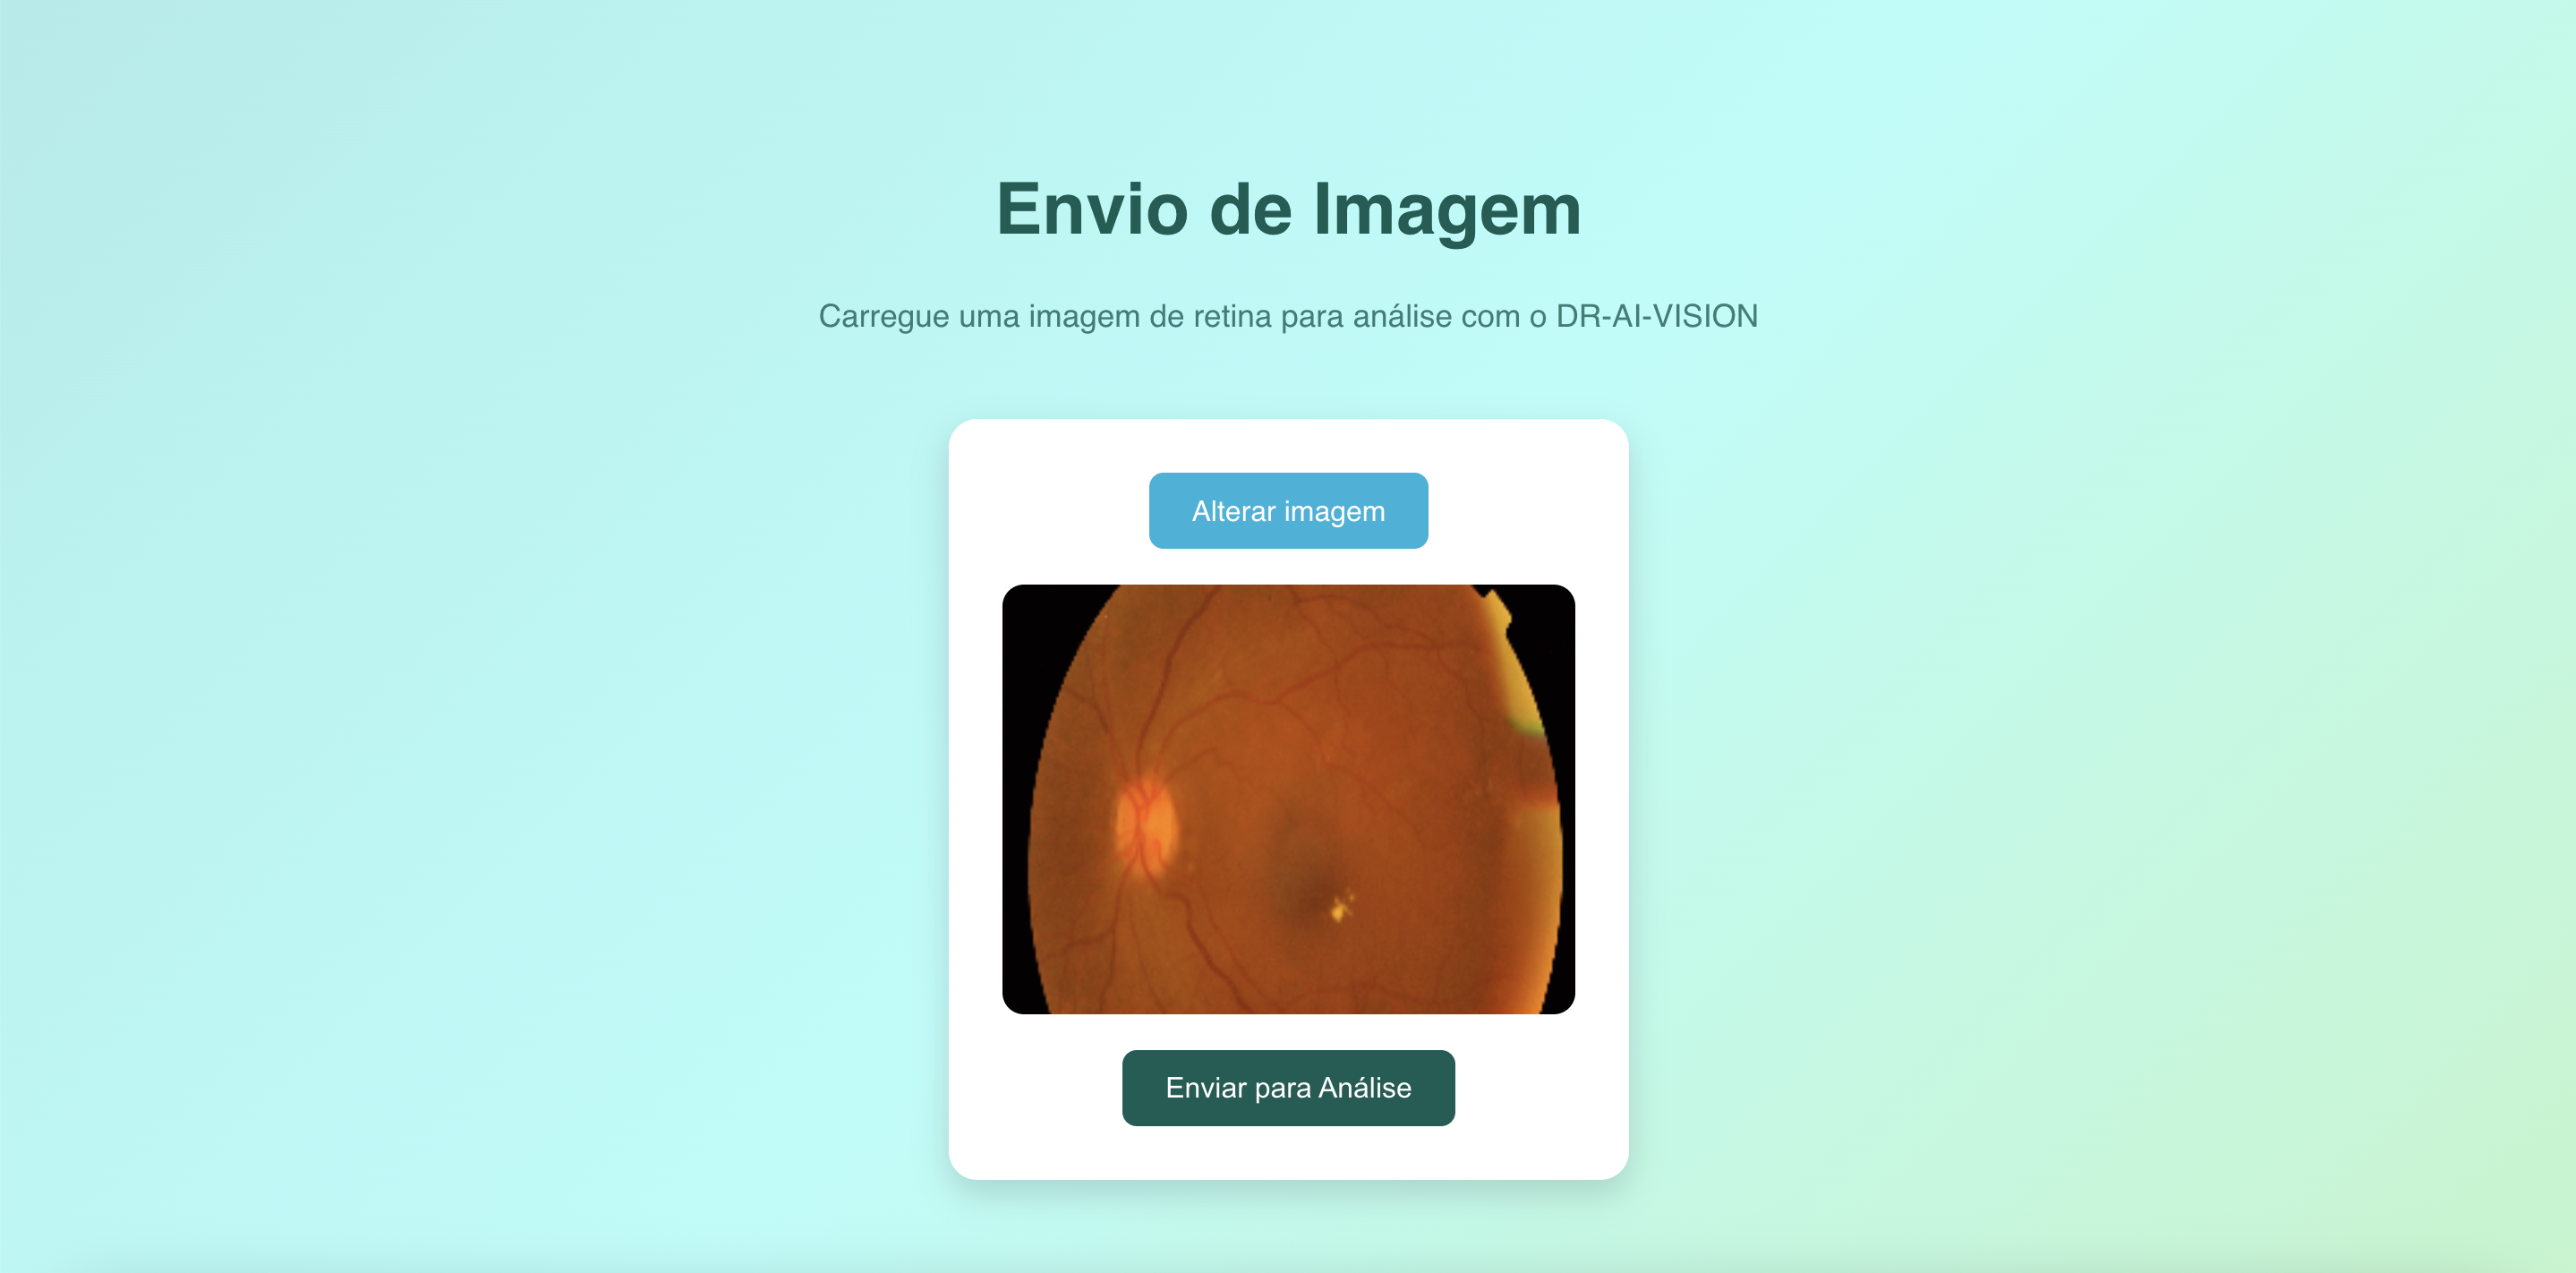 Envio de Imagem
Carregue uma imagem de retina para análise com o DR-AI-VISION
Alterar imagem
Enviar para Análise